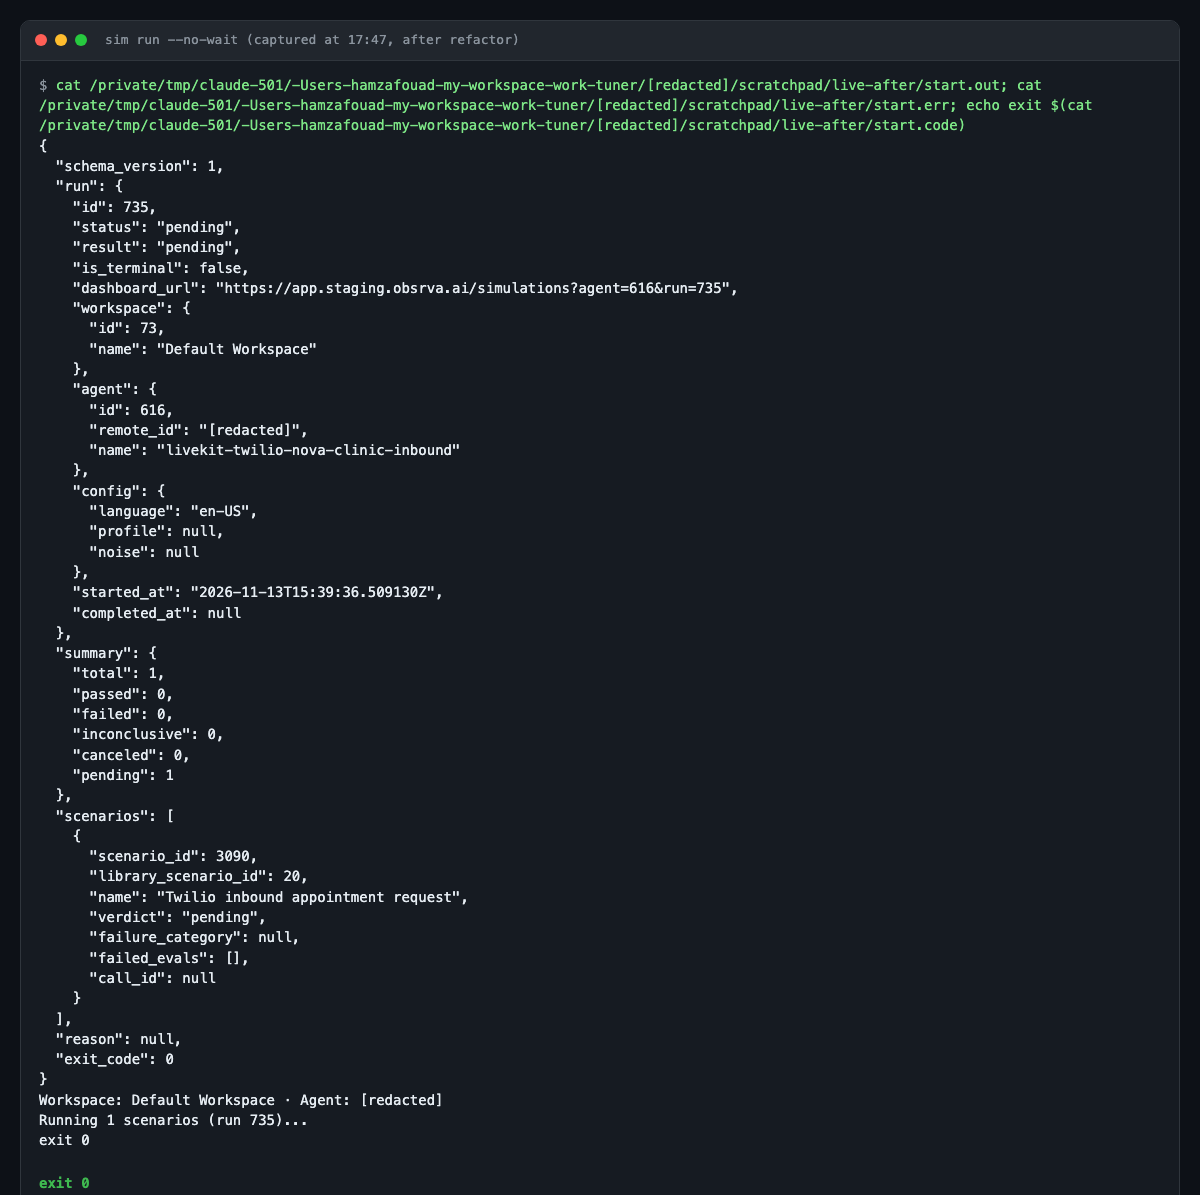 sim run --no-wait (captured at 17:47, after refactor)
$ cat /private/tmp/claude-501/-Users-hamzafouad-my-workspace-work-tuner/[redacted]/scratchpad/live-after/start.out; cat
/private/tmp/claude-501/-Users-hamzafouad-my-workspace-work-tuner/[redacted]/scratchpad/live-after/start.err; echo exit $(cat
/private/tmp/claude-501/-Users-hamzafouad-my-workspace-work-tuner/[redacted]/scratchpad/live-after/start.code)
{
  "schema_version": 1,
  "run": {
    "id": 735,
    "status": "pending",
    "result": "pending",
    "is_terminal": false,
    "dashboard_url": "https://app.staging.obsrva.ai/simulations?agent=616&run=735",
    "workspace": {
      "id": 73,
      "name": "Default Workspace"
    },
    "agent": {
      "id": 616,
      "remote_id": "[redacted]",
      "name": "livekit-twilio-nova-clinic-inbound"
    },
    "config": {
      "language": "en-US",
      "profile": null,
      "noise": null
    },
    "started_at": "2026-11-13T15:39:36.509130Z",
    "completed_at": null
  },
  "summary": {
    "total": 1,
    "passed": 0,
    "failed": 0,
    "inconclusive": 0,
    "canceled": 0,
    "pending": 1
  },
  "scenarios": [
    {
      "scenario_id": 3090,
      "library_scenario_id": 20,
      "name": "Twilio inbound appointment request",
      "verdict": "pending",
      "failure_category": null,
      "failed_evals": [],
      "call_id": null
    }
  ],
  "reason": null,
  "exit_code": 0
}
Workspace: Default Workspace · Agent: [redacted]
Running 1 scenarios (run 735)...
exit 0
exit 0